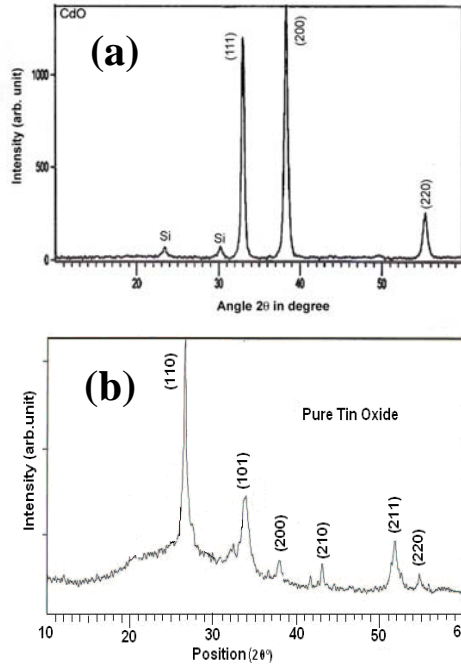 CdO
(a)
(111)
(200)
(220)
Si
Si
Intensity (arb. unit)
1000
500
0
20
30
40
50
Angle 2θ in degree
(b)
Pure Tin Oxide
(110)
(101)
(200)
(210)
(211)
(220)
Intensity (arb.unit)
10
20
30
40
50
60
Position (2θ°)